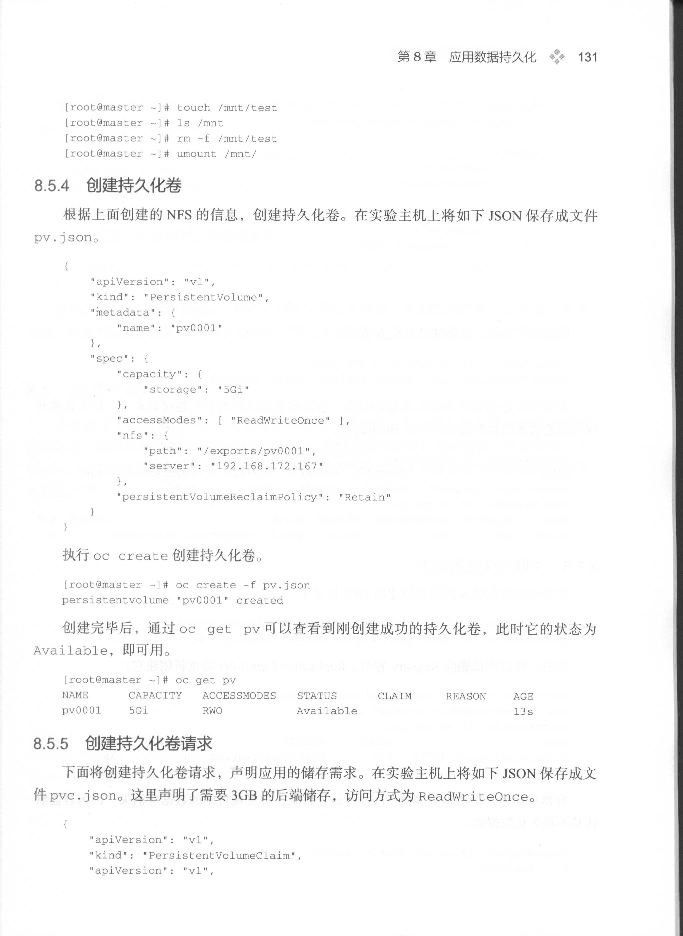 第 8 章 应用数据持久化 131
[root@master ~]# touch /mnt/test
[root@master ~]# ls /mnt
[root@master ~]# rm -f /mnt/test
[root@master ~]# umount /mnt/
8.5.4 创建持久化卷
根据上面创建的 NFS 的信息，创建持久化卷。在实验主机上将如下 JSON 保存成文件
pv.json。
{
"apiVersion": "v1",
"kind": "PersistentVolume",
"metadata": {
"name": "pv0001"
},
"spec": {
"capacity": {
"storage": "5Gi"
},
"accessModes": [ "ReadWriteOnce" ],
"nfs": {
"path": "/exports/pv0001",
"server": "192.168.172.167"
},
"persistentVolumeReclaimPolicy": "Retain"
}
}
执行 oc create 创建持久化卷。
[root@master ~]# oc create -f pv.json
persistentvolume "pv0001" created
创建完毕后，通过 oc get pv 可以查看到刚创建成功的持久化卷，此时它的状态为
Available，即可用。
[root@master ~]# oc get pv
NAME CAPACITY ACCESSMODES STATUS CLAIM REASON AGE
pv0001 5Gi RWO Available 13s
8.5.5 创建持久化卷请求
下面将创建持久化卷请求，声明应用的储存需求。在实验主机上将如下 JSON 保存成文
件 pvc.json。这里声明了需要 3GB 的后端储存，访问方式为 ReadWriteOnce。
{
"apiVersion": "v1",
"kind": "PersistentVolumeClaim",
"apiVersion": "v1",